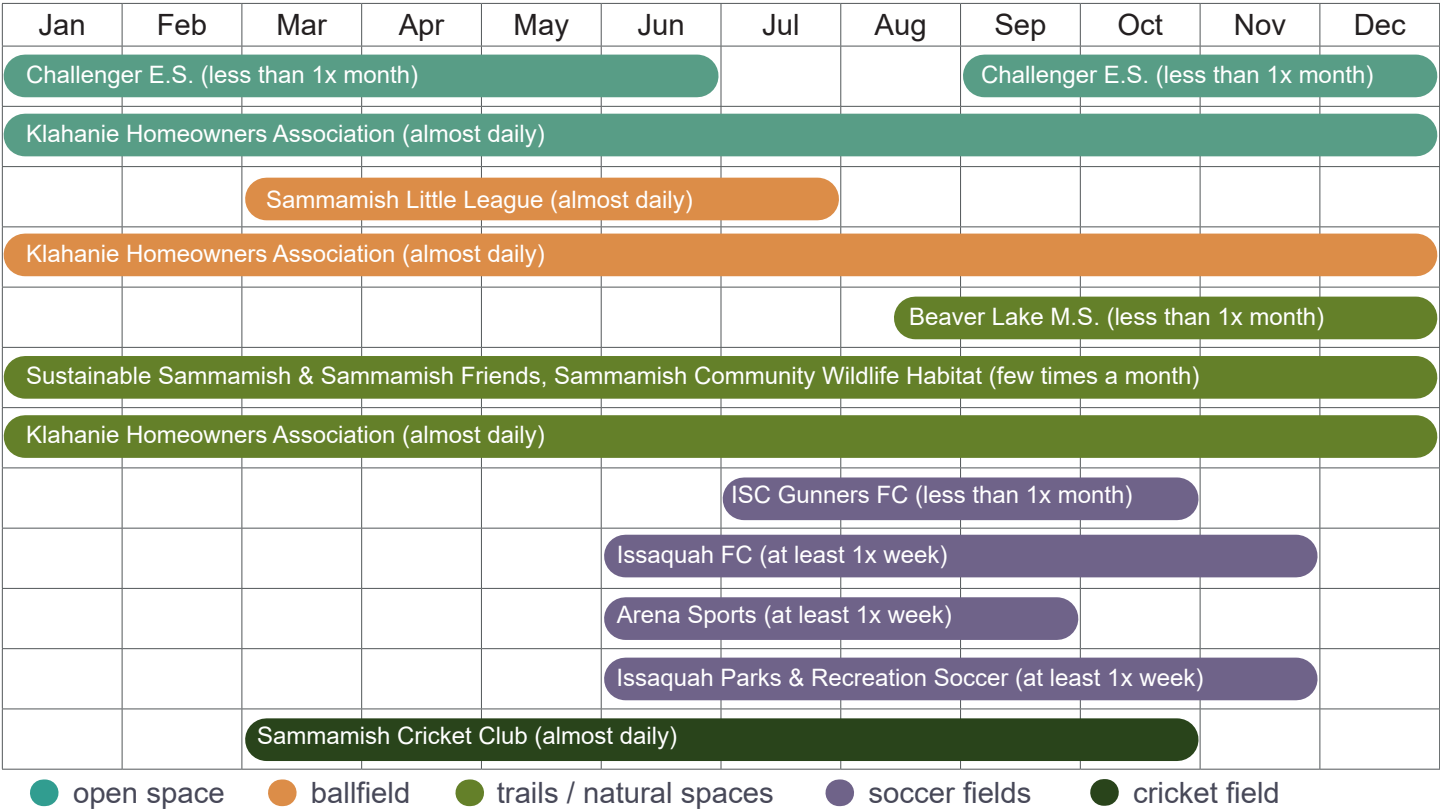 Jan Feb Mar Apr May Jun Jul Aug Sep Oct Nov Dec
Challenger E.S. (less than 1x month) Challenger E.S. (less than 1x month)
Klahanie Homeowners Association (almost daily)
Sammamish Little League (almost daily)
Klahanie Homeowners Association (almost daily)
Beaver Lake M.S. (less than 1x month)
Sustainable Sammamish & Sammamish Friends, Sammamish Community Wildlife Habitat (few times a month)
Klahanie Homeowners Association (almost daily)
ISC Gunners FC (less than 1x month)
Issaquah FC (at least 1x week)
Arena Sports (at least 1x week)
Issaquah Parks & Recreation Soccer (at least 1x week)
Sammamish Cricket Club (almost daily)
open space ballfield trails / natural spaces soccer fields cricket field